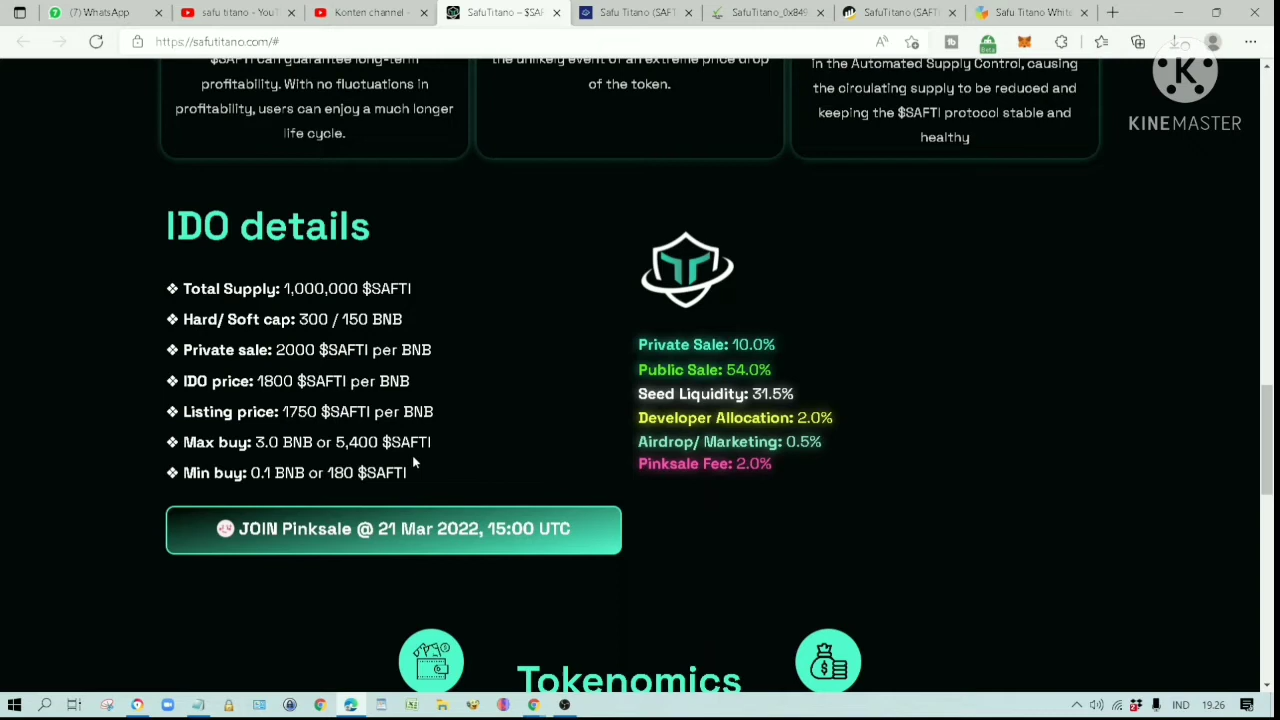 (7) WhatsApp
safu titano - YouT
Konten channel -
SafuTitano – $SAF
Safu Titano (SAFT
SafuTitano_0x849
SafuTitano (SAFTI
Safu Titano White
https://safutitano.com/#
$SAFTI can guarantee long-term
profitability. With no fluctuations in
profitability, users can enjoy a much longer
life cycle.
the unlikely event of an extreme price drop
of the token.
in the Automated Supply Control, causing
the circulating supply to be reduced and
keeping the $SAFTI protocol stable and
healthy
K
KINEMASTER
IDO details
❖ Total Supply: 1,000,000 $SAFTI
❖ Hard/ Soft cap: 300 / 150 BNB
❖ Private sale: 2000 $SAFTI per BNB
❖ IDO price: 1800 $SAFTI per BNB
❖ Listing price: 1750 $SAFTI per BNB
❖ Max buy: 3.0 BNB or 5,400 $SAFTI
❖ Min buy: 0.1 BNB or 180 $SAFTI
JOIN Pinksale @ 21 Mar 2022, 15:00 UTC
Private Sale: 10.0%
Public Sale: 54.0%
Seed Liquidity: 31.5%
Developer Allocation: 2.0%
Airdrop/ Marketing: 0.5%
Pinksale Fee: 2.0%
Tokenomics
IND
19.26